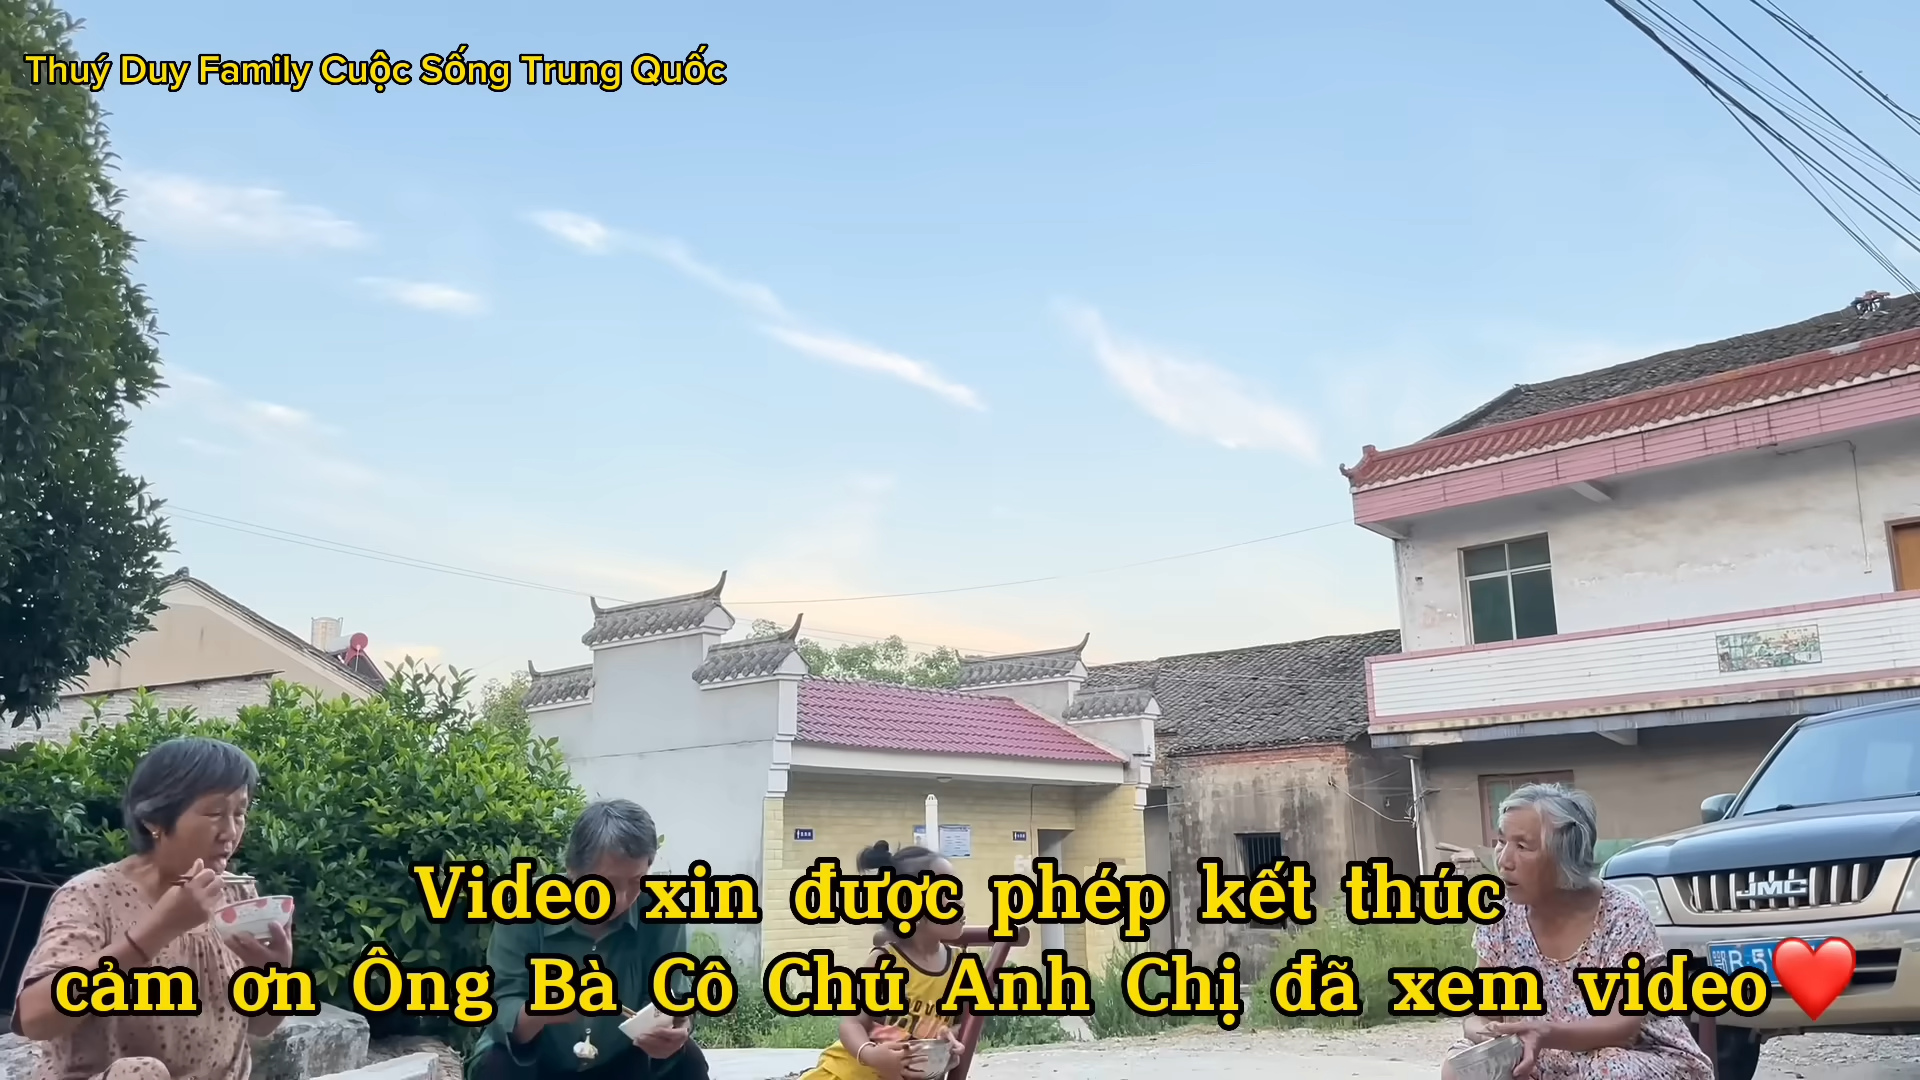 Thuý Duy Family Cuộc Sống Trung Quốc
Video xin được phép kết thúc
cảm ơn Ông Bà Cô Chú Anh Chị đã xem video❤️
JMC